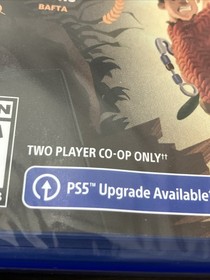 BAFTA
TWO PLAYER CO-OP ONLY††
PS5™ Upgrade Available†